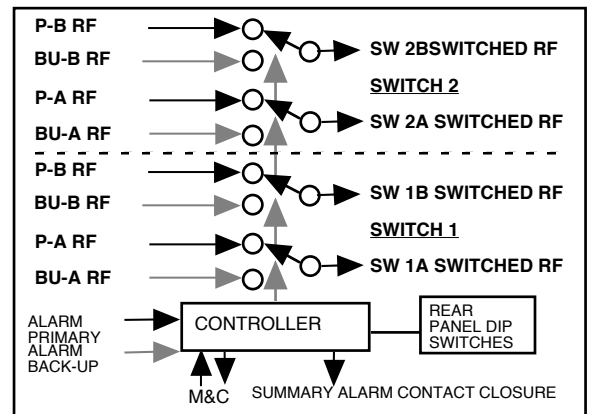 P-B RF
BU-B RF
SW 2BSWITCHED RF
SWITCH 2
P-A RF
BU-A RF
SW 2A SWITCHED RF
P-B RF
BU-B RF
SW 1B SWITCHED RF
SWITCH 1
P-A RF
BU-A RF
SW 1A SWITCHED RF
ALARM
PRIMARY
ALARM
BACK-UP
CONTROLLER
REAR
PANEL DIP
SWITCHES
M&C
SUMMARY ALARM CONTACT CLOSURE